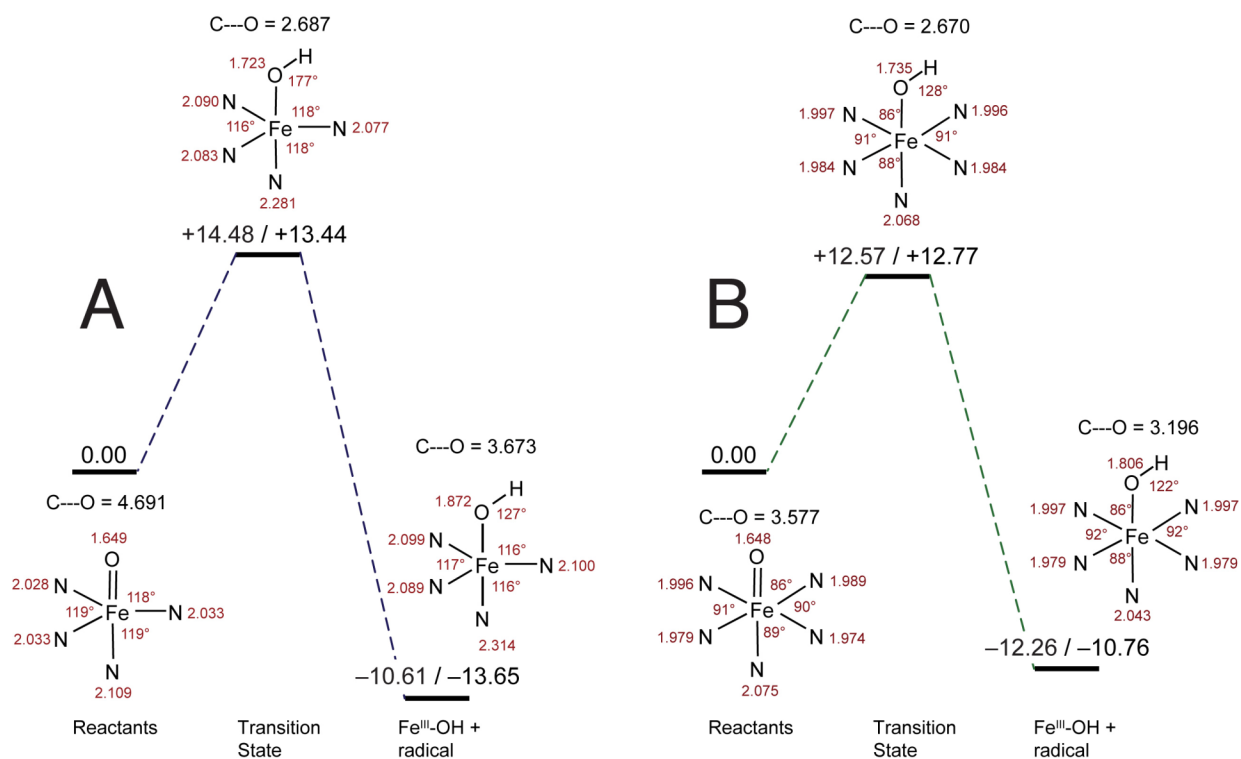 C---O = 2.687
H
1.723
O
177°
2.090
N
118°
116°
Fe
N
2.077
2.083
N
118°
N
2.281
+14.48 / +13.44
A
0.00
C---O = 4.691
1.649
O
2.028
N
118°
119°
Fe
N
2.033
2.033
N
119°
N
2.109
C---O = 3.673
H
1.872
O
127°
2.099
N
116°
117°
Fe
N
2.100
2.089
N
116°
N
2.314
–10.61 / –13.65
Reactants
Transition
State
Feᴵᴵᴵ-OH +
radical
C---O = 2.670
H
1.735
O
128°
1.997
N
86°
N
1.996
91°
Fe
91°
1.984
N
88°
N
1.984
N
2.068
+12.57 / +12.77
B
0.00
C---O = 3.577
1.648
O
1.996
N
86°
N
1.989
91°
Fe
90°
1.979
N
89°
N
1.974
N
2.075
C---O = 3.196
H
1.806
O
122°
1.997
N
86°
N
1.997
92°
Fe
92°
1.979
N
88°
N
1.979
N
2.043
–12.26 / –10.76
Reactants
Transition
State
Feᴵᴵᴵ-OH +
radical